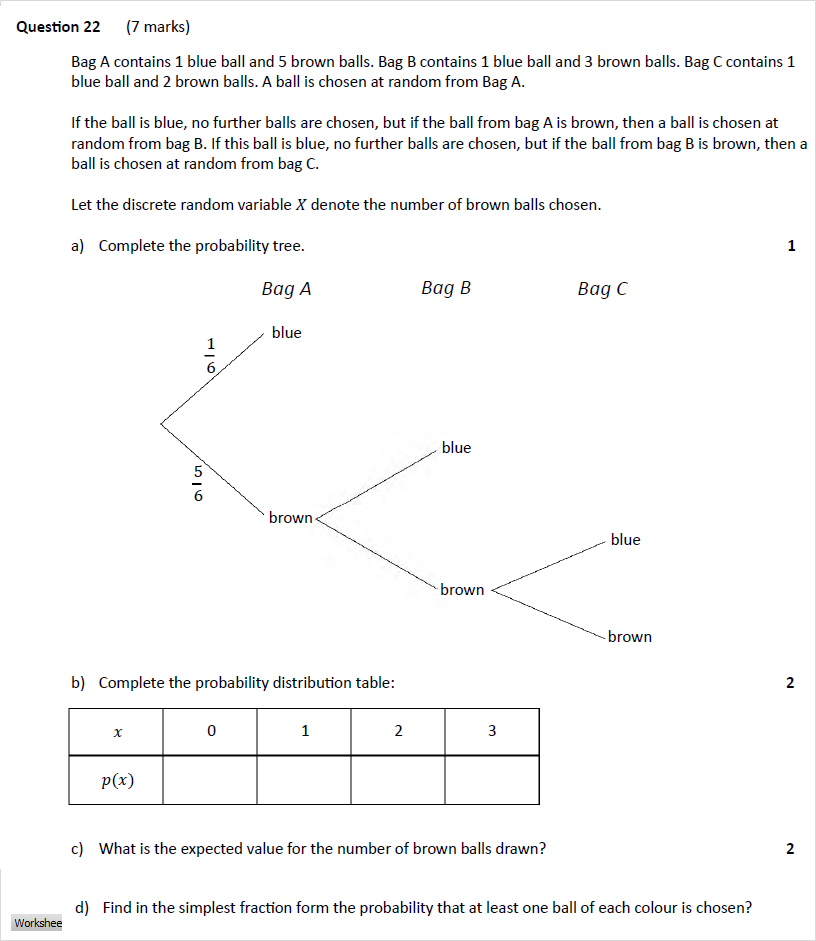 Question 22 (7 marks)
Bag A contains 1 blue ball and 5 brown balls. Bag B contains 1 blue ball and 3 brown balls. Bag C contains 1
blue ball and 2 brown balls. A ball is chosen at random from Bag A.
If the ball is blue, no further balls are chosen, but if the ball from bag A is brown, then a ball is chosen at
random from bag B. If this ball is blue, no further balls are chosen, but if the ball from bag B is brown, then a
ball is chosen at random from bag C.
Let the discrete random variable X denote the number of brown balls chosen.
a) Complete the probability tree. 1
Bag A Bag B Bag C
blue
1
6
blue
5
6
brown
blue
brown
brown
b) Complete the probability distribution table: 2
x 0 1 2 3
p(x)
c) What is the expected value for the number of brown balls drawn? 2
d) Find in the simplest fraction form the probability that at least one ball of each colour is chosen?
Workshee